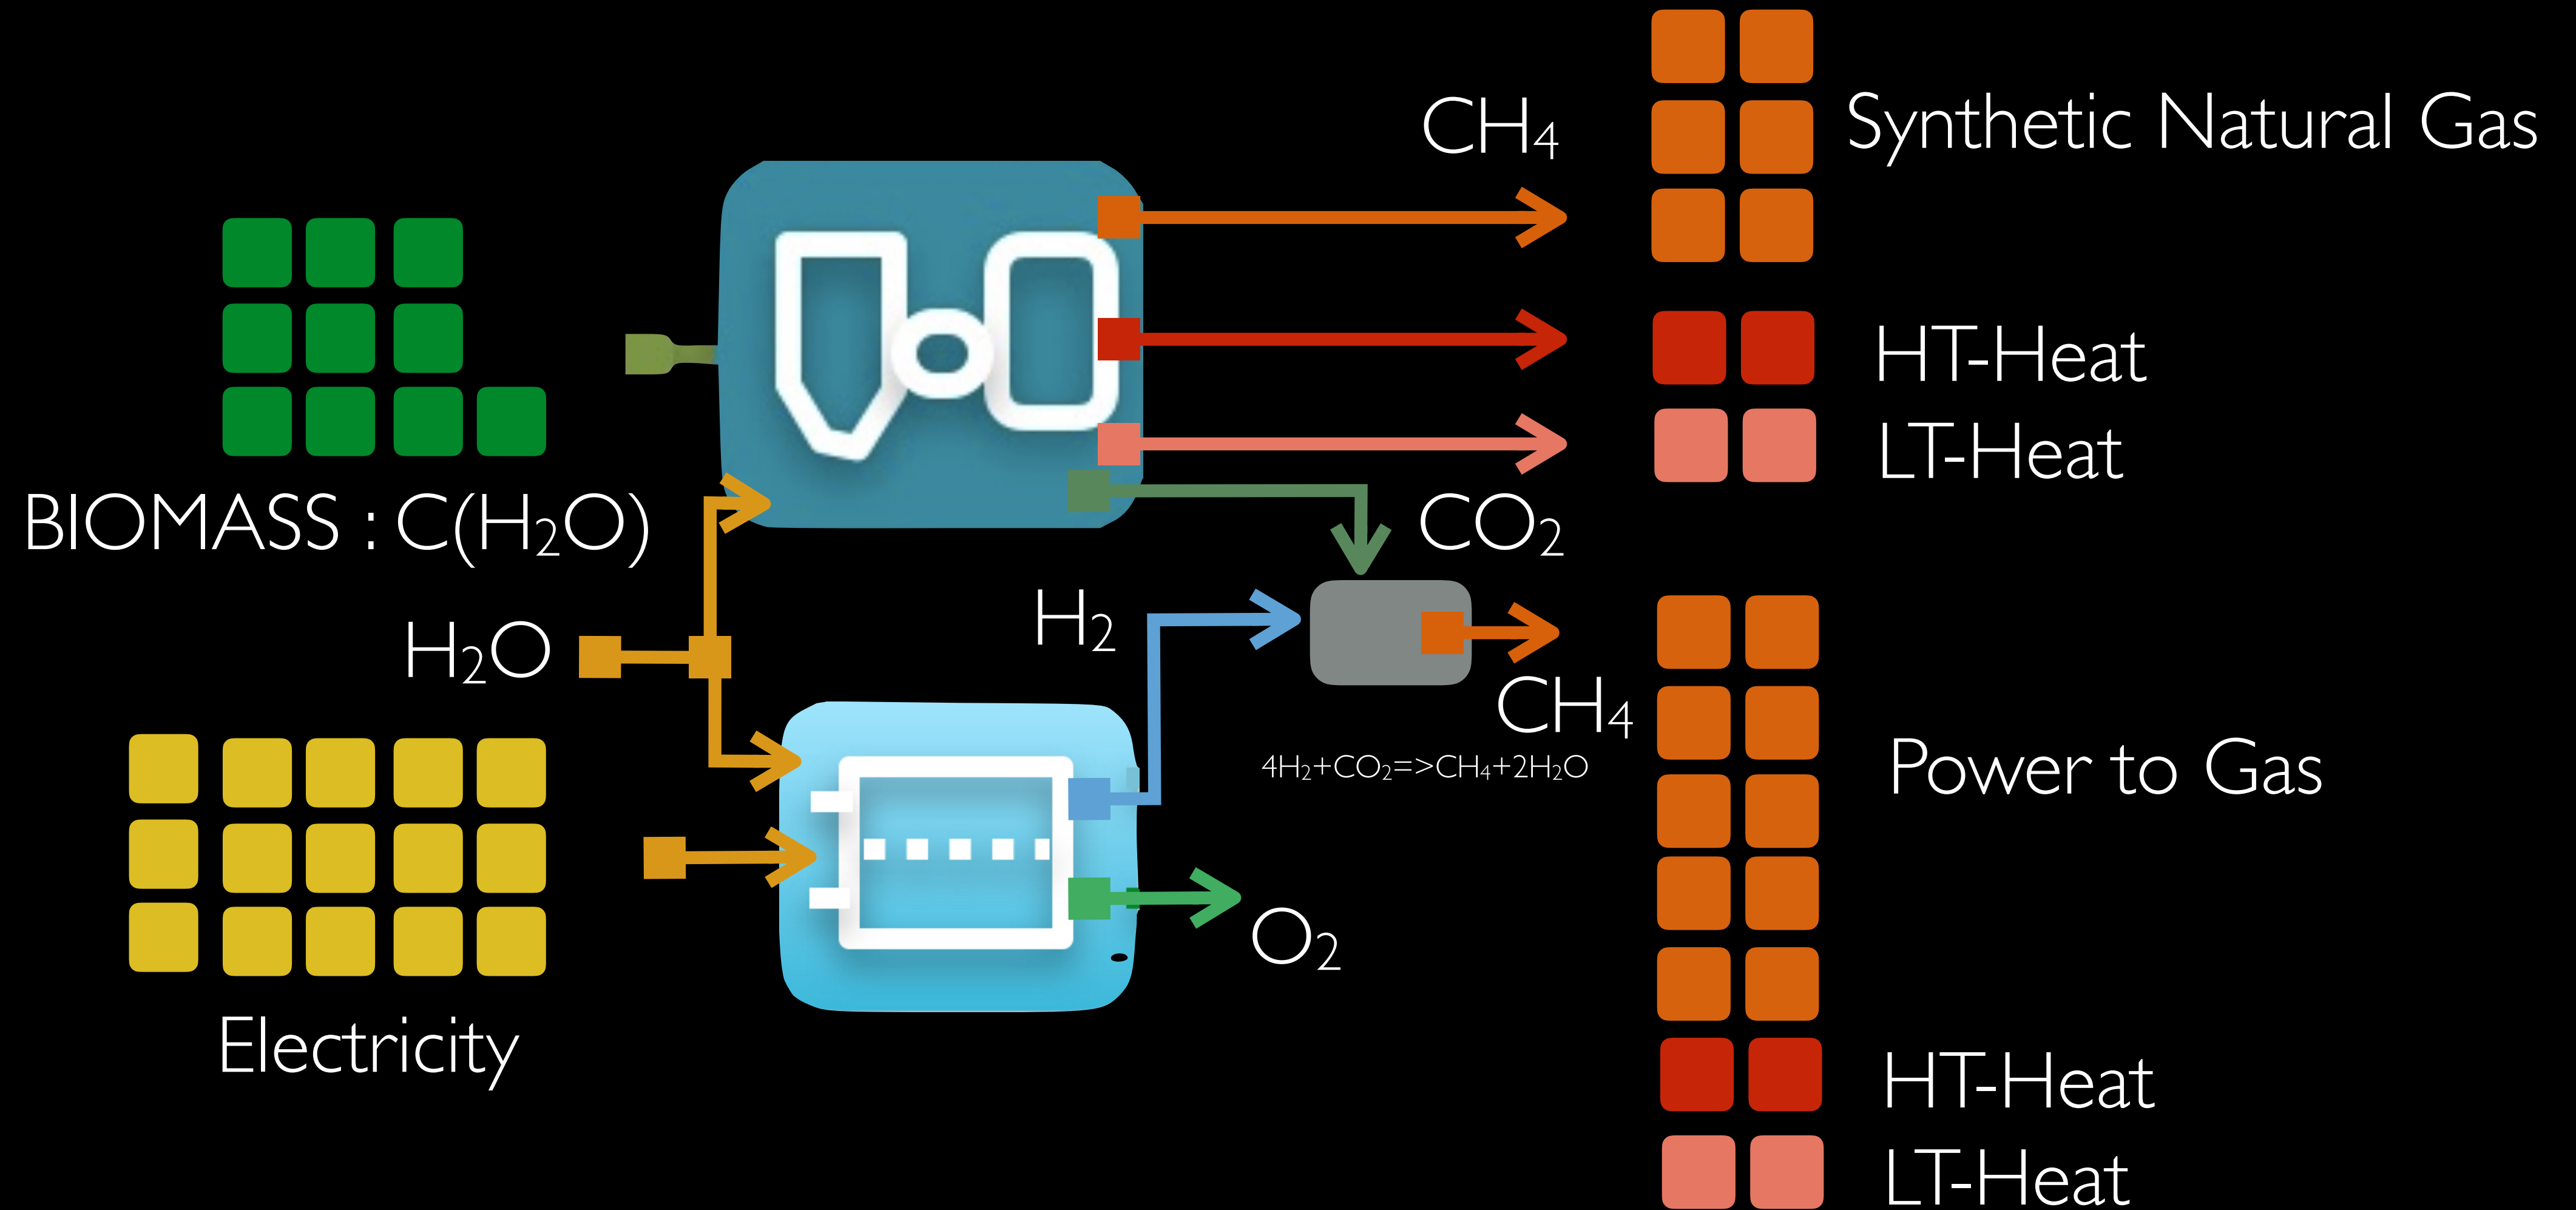 CH₄
Synthetic Natural Gas
HT-Heat
LT-Heat
BIOMASS : C(H₂O)
CO₂
H₂O
H₂
CH₄
4H₂+CO₂=>CH₄+2H₂O
Power to Gas
O₂
Electricity
HT-Heat
LT-Heat